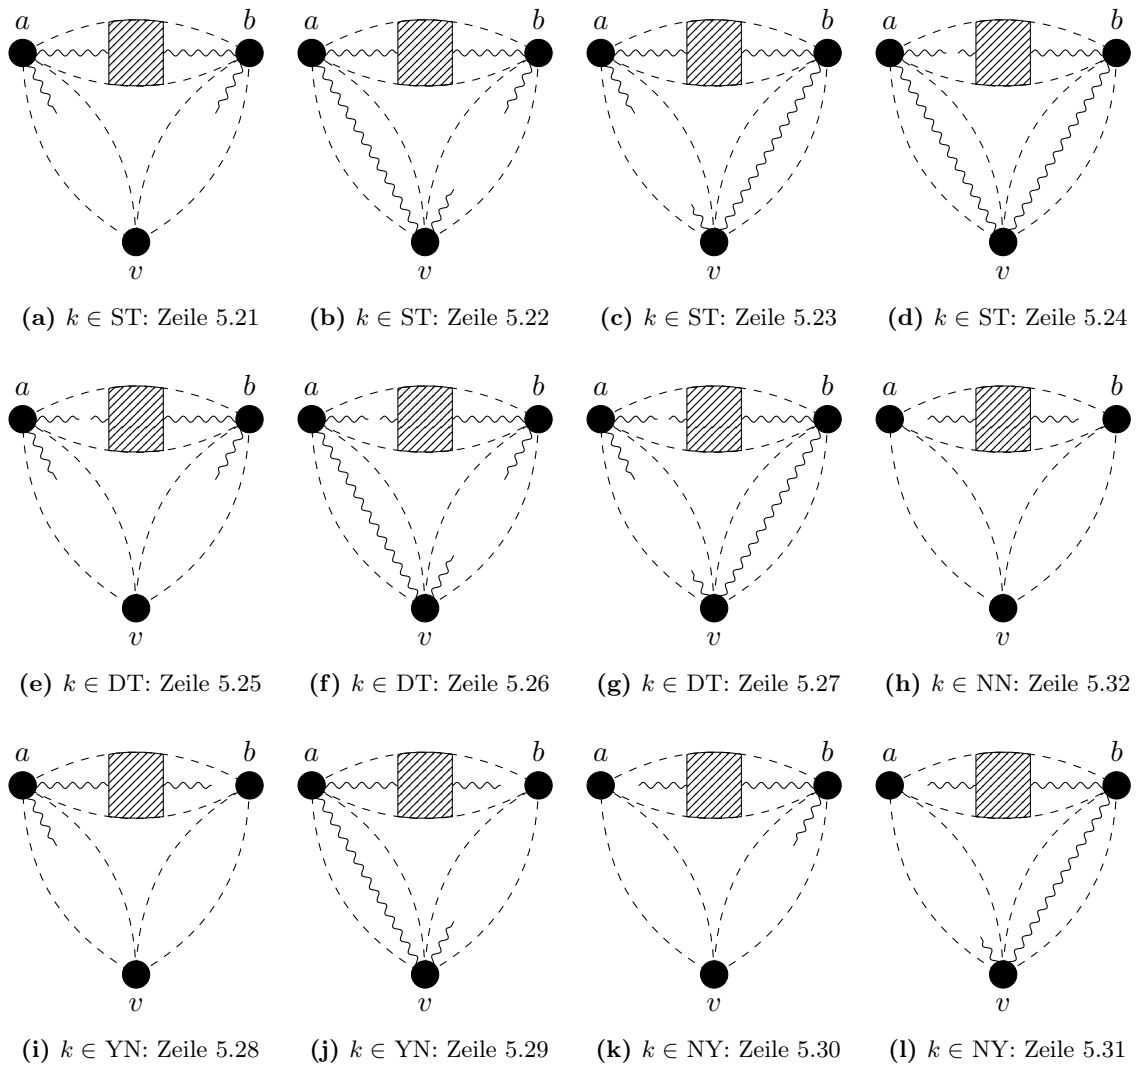 a b a b a b a b
v v v v
(a) k ∈ ST: Zeile 5.21 (b) k ∈ ST: Zeile 5.22 (c) k ∈ ST: Zeile 5.23 (d) k ∈ ST: Zeile 5.24
a b a b a b a b
v v v v
(e) k ∈ DT: Zeile 5.25 (f) k ∈ DT: Zeile 5.26 (g) k ∈ DT: Zeile 5.27 (h) k ∈ NN: Zeile 5.32
a b a b a b a b
v v v v
(i) k ∈ YN: Zeile 5.28 (j) k ∈ YN: Zeile 5.29 (k) k ∈ NY: Zeile 5.30 (l) k ∈ NY: Zeile 5.31